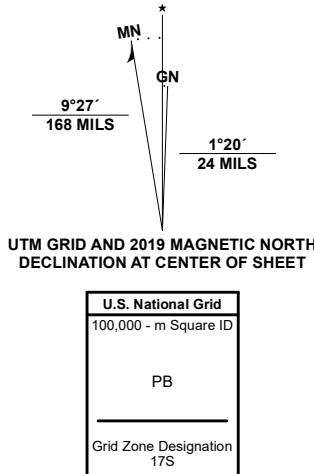 ★
MN
GN
9°27´
168 MILS
1°20´
24 MILS
UTM GRID AND 2019 MAGNETIC NORTH
DECLINATION AT CENTER OF SHEET
U.S. National Grid
100,000 - m Square ID
PB
Grid Zone Designation
17S